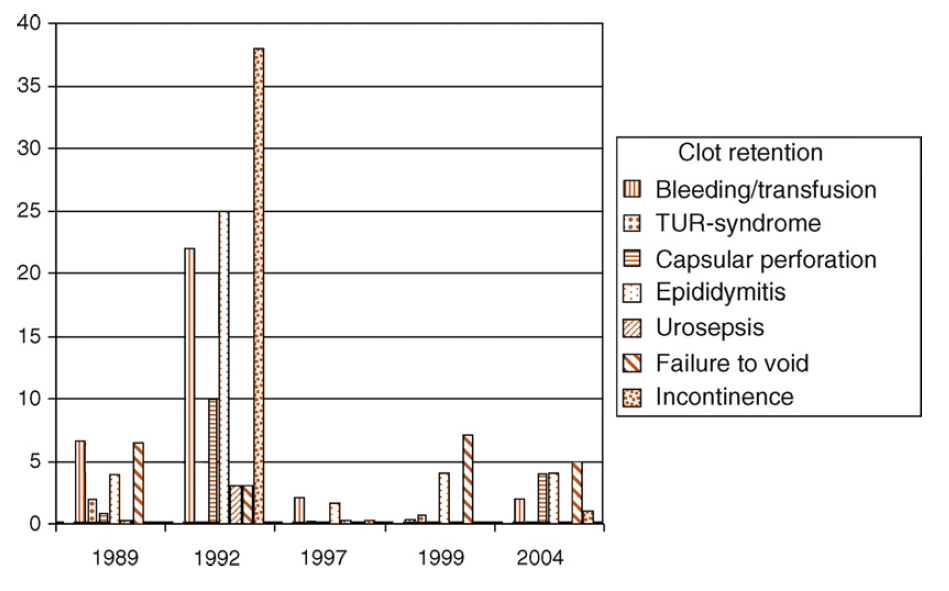 40
35
30
25
20
15
10
5
0
1989 1992 1997 1999 2004
Clot retention
Bleeding/transfusion
TUR-syndrome
Capsular perforation
Epididymitis
Urosepsis
Failure to void
Incontinence